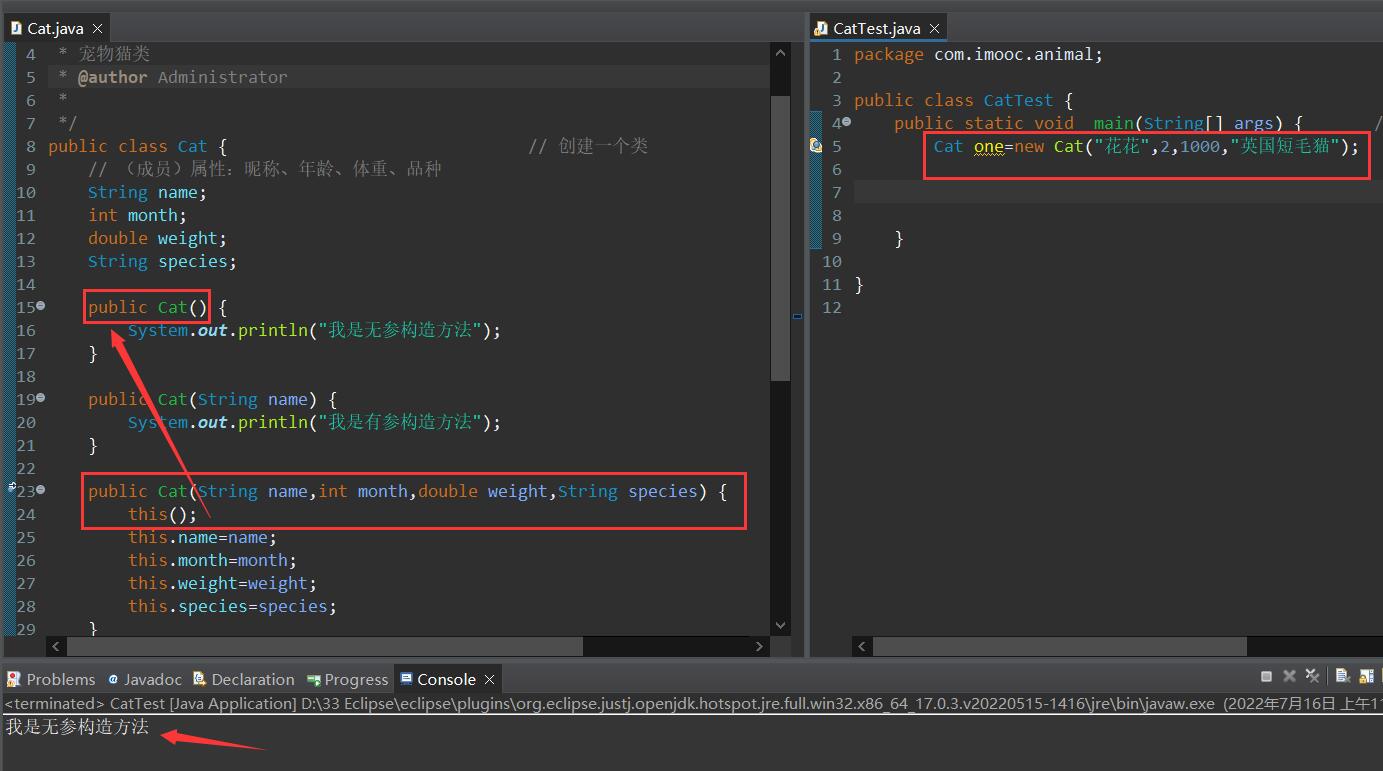 Cat.java
4 * 宠物猫类
5 * @author Administrator
6 *
7 */
8 public class Cat { // 创建一个类
9 // （成员）属性：昵称、年龄、体重、品种
10 String name;
11 int month;
12 double weight;
13 String species;
14
15 public Cat() {
16 System.out.println("我是无参构造方法");
17 }
18
19 public Cat(String name) {
20 System.out.println("我是有参构造方法");
21 }
22
23 public Cat(String name,int month,double weight,String species) {
24 this();
25 this.name=name;
26 this.month=month;
27 this.weight=weight;
28 this.species=species;
29 }
CatTest.java
1 package com.imooc.animal;
2
3 public class CatTest {
4 public static void main(String[] args) { /
5 Cat one=new Cat("花花",2,1000,"英国短毛猫");
6
7
8
9 }
10
11 }
12
Problems @ Javadoc Declaration Progress Console
<terminated> CatTest [Java Application] D:\33 Eclipse\eclipse\plugins\org.eclipse.justj.openjdk.hotspot.jre.full.win32.x86_64_17.0.3.v20220515-1416\jre\bin\javaw.exe (2022年7月16日 上午11
我是无参构造方法